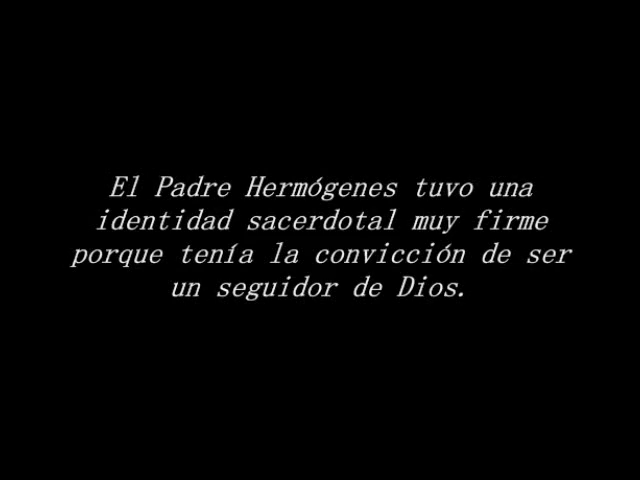 El Padre Hermógenes tuvo una
identidad sacerdotal muy firme
porque tenía la convicción de ser
un seguidor de Dios.